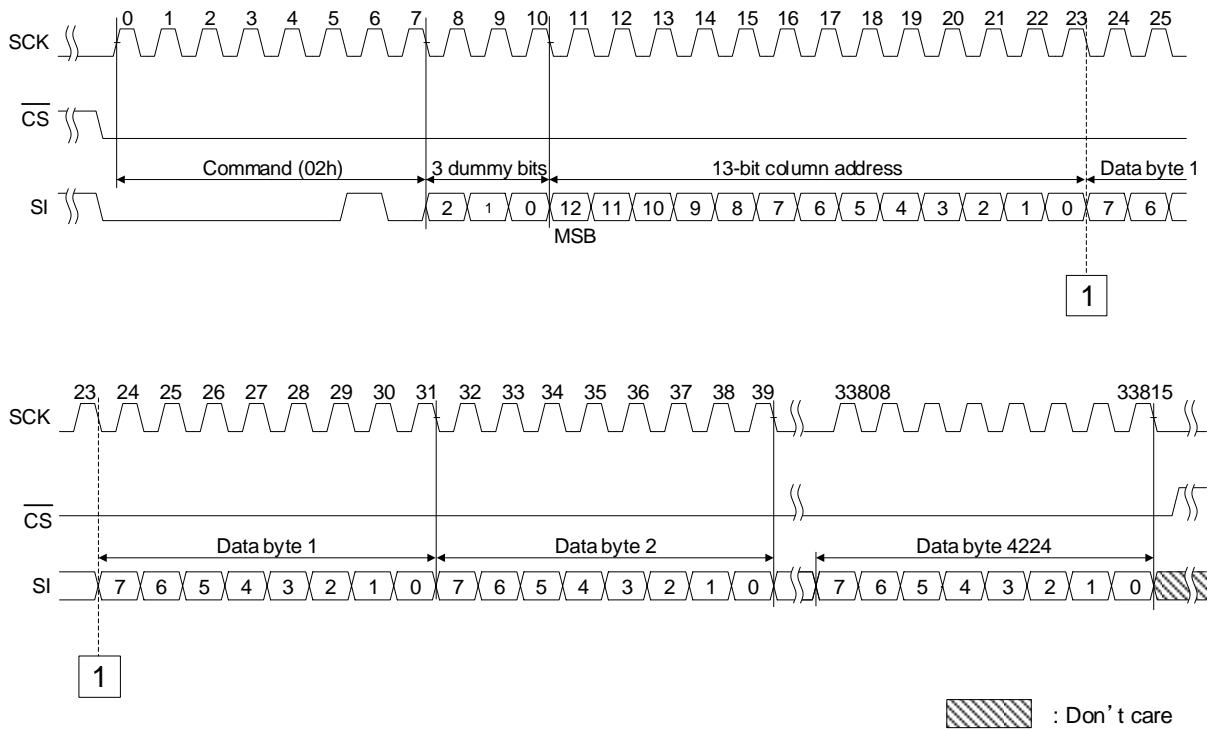 0 1 2 3 4 5 6 7 8 9 10 11 12 13 14 15 16 17 18 19 20 21 22 23 24 25
SCK
CS
Command (02h) 3 dummy bits 13-bit column address Data byte 1
SI 2 1 0 12 11 10 9 8 7 6 5 4 3 2 1 0 7 6
MSB
1
23 24 25 26 27 28 29 30 31 32 33 34 35 36 37 38 39 33808 33815
SCK
CS
Data byte 1 Data byte 2 Data byte 4224
SI 7 6 5 4 3 2 1 0 7 6 5 4 3 2 1 0 7 6 5 4 3 2 1 0
1
: Don't care